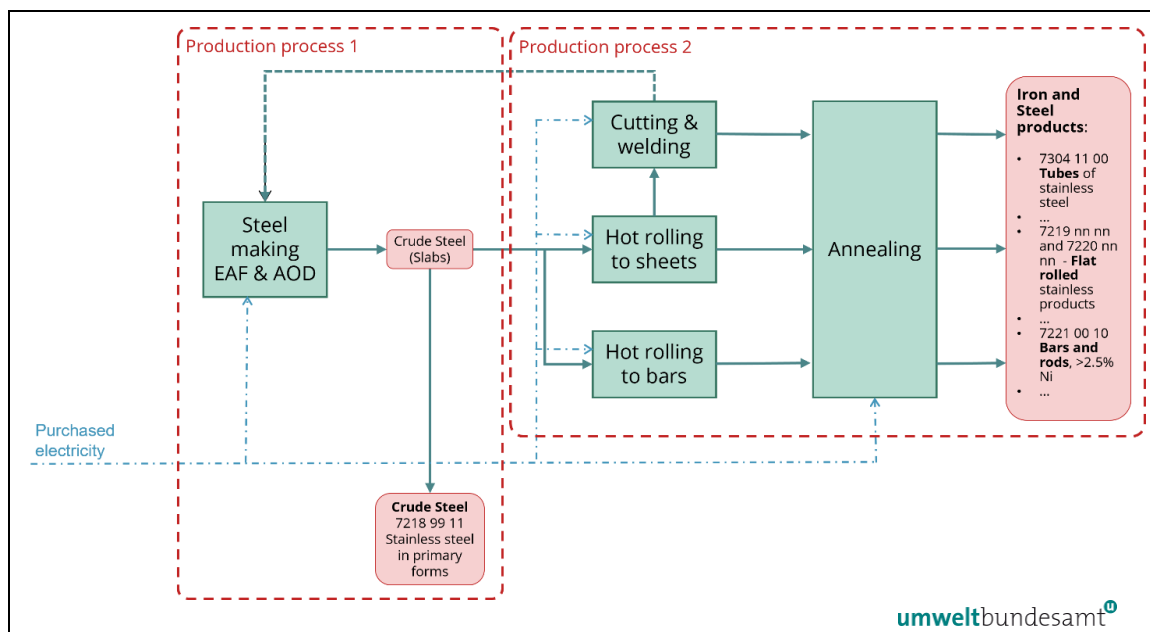 Production process 1
Production process 2
Steel
making
EAF & AOD
Crude Steel
(Slabs)
Cutting &
welding
Hot rolling
to sheets
Hot rolling
to bars
Annealing
Iron and
Steel
products:
• 7304 11 00
Tubes of
stainless
steel
• ...
• 7219 nn nn
and 7220 nn
nn - Flat
rolled
stainless
products
• ...
• 7221 00 10
Bars and
rods, >2.5%
Ni
• ...
Purchased
electricity
Crude Steel
7218 99 11
Stainless steel
in primary
forms
umweltbundesamt u